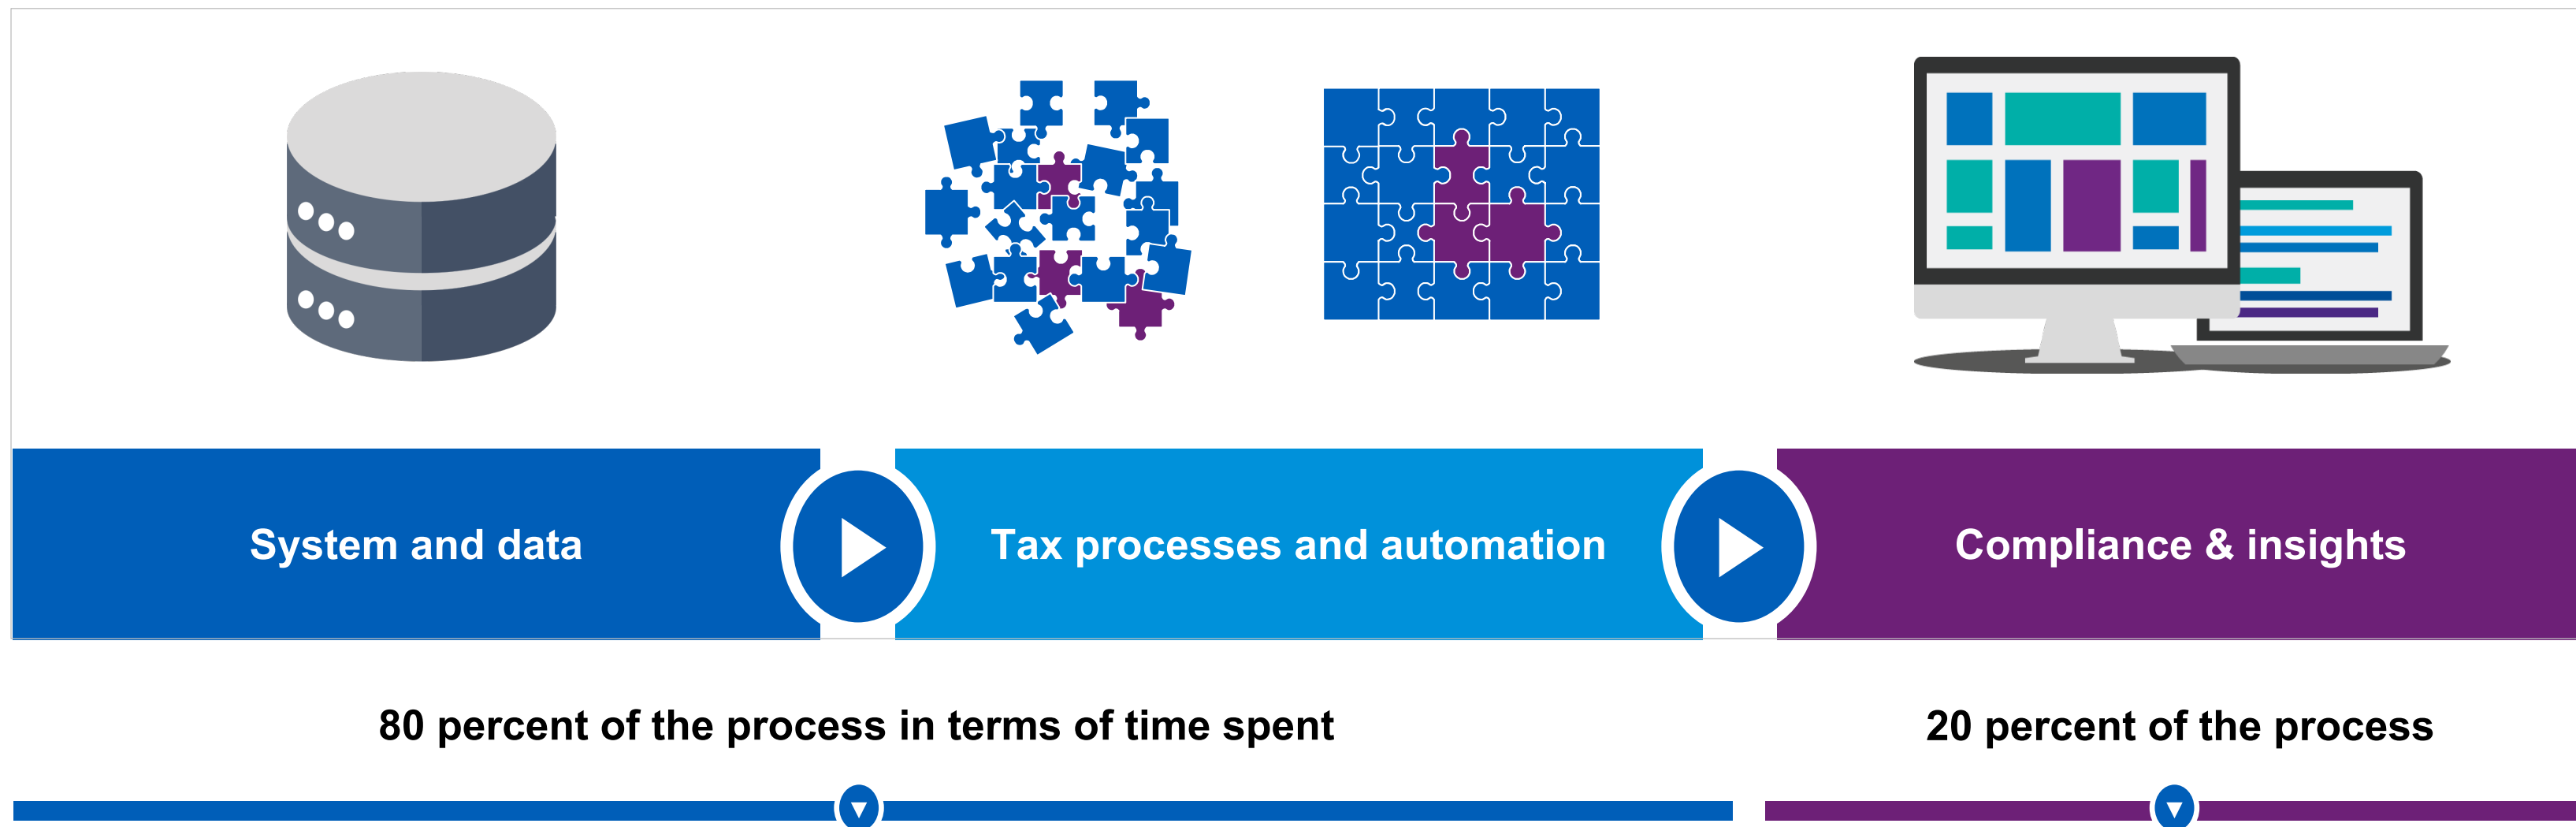 System and data
Tax processes and automation
Compliance & insights
80 percent of the process in terms of time spent
20 percent of the process